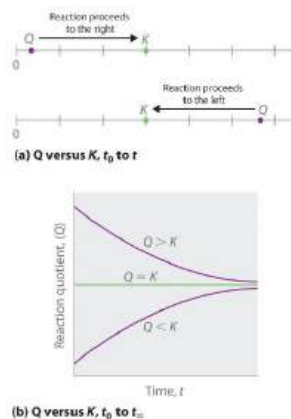 Reaction proceeds
to the right
Q
K
0
Reaction proceeds
to the left
K
Q
0
(a) Q versus K, t₀ to t
Reaction quotient, (Q)
Q > K
Q = K
Q < K
Time, t
(b) Q versus K, t₀ to t∞